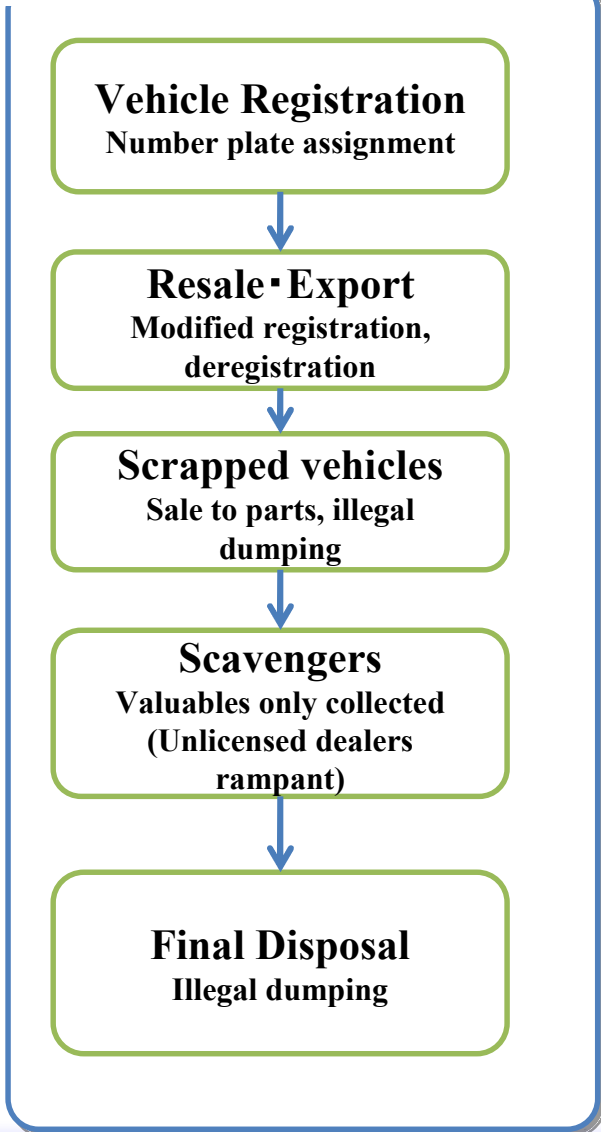 Vehicle Registration
Number plate assignment
Resale･Export
Modified registration,
deregistration
Scrapped vehicles
Sale to parts, illegal
dumping
Scavengers
Valuables only collected
(Unlicensed dealers
rampant)
Final Disposal
Illegal dumping